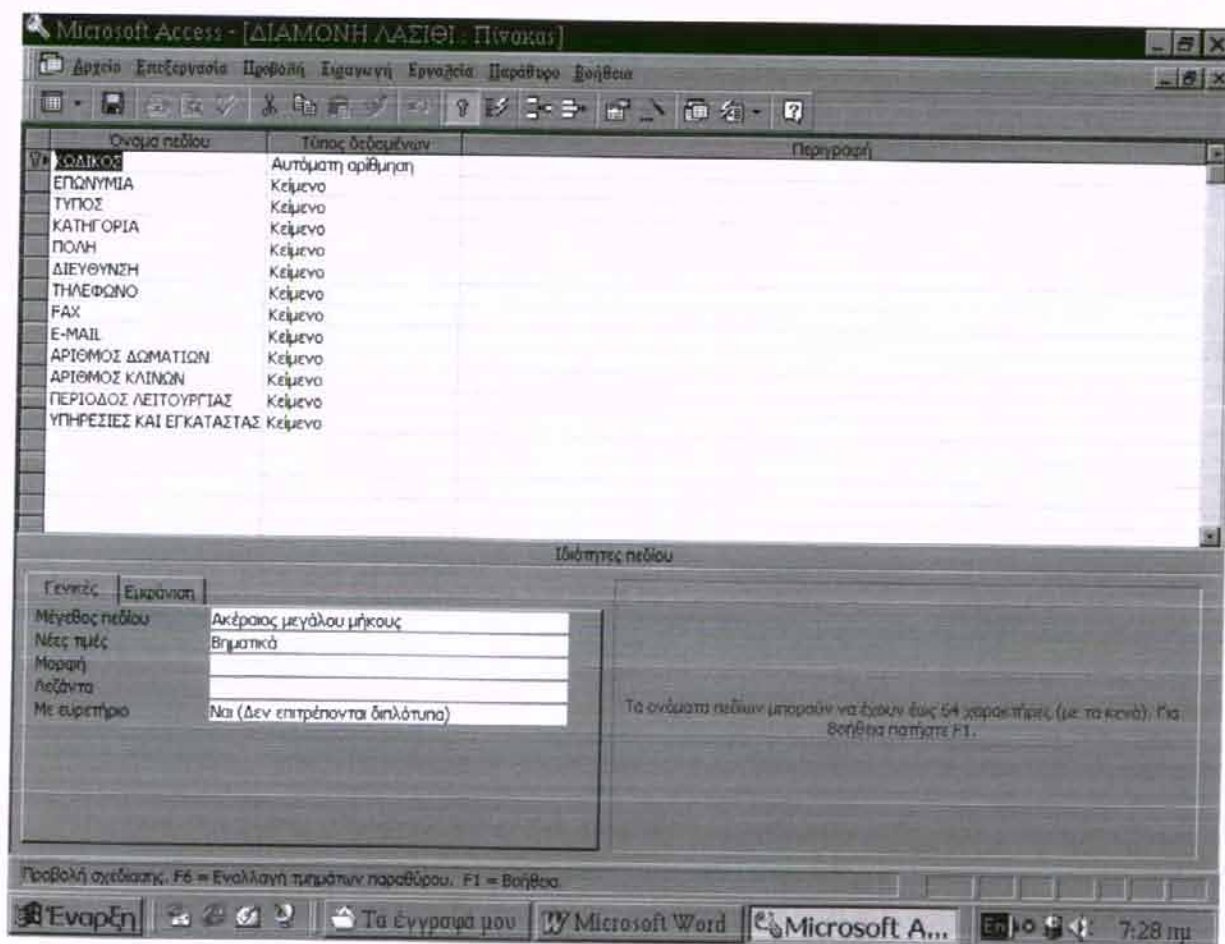 Microsoft Access - [ΔΙΑΜΟΝΗ ΛΑΣΙΘΙ : Πίνακας]
Αρχείο Επεξεργασία Προβολή Εισαγωγή Εργαλεία Παράθυρο Βοήθεια
Όνομα πεδίου Τύπος δεδομένων Περιγραφή
ΚΩΔΙΚΟΣ Αυτόματη αρίθμηση
ΕΠΩΝΥΜΙΑ Κείμενο
ΤΥΠΟΣ Κείμενο
ΚΑΤΗΓΟΡΙΑ Κείμενο
ΠΟΛΗ Κείμενο
ΔΙΕΥΘΥΝΣΗ Κείμενο
ΤΗΛΕΦΩΝΟ Κείμενο
FAX Κείμενο
E-MAIL Κείμενο
ΑΡΙΘΜΟΣ ΔΩΜΑΤΙΩΝ Κείμενο
ΑΡΙΘΜΟΣ ΚΛΙΝΩΝ Κείμενο
ΠΕΡΙΟΔΟΣ ΛΕΙΤΟΥΡΓΙΑΣ Κείμενο
ΥΠΗΡΕΣΙΕΣ ΚΑΙ ΕΓΚΑΤΑΣΤΑΣ Κείμενο
Ιδιότητες πεδίου
Γενικές Εμφάνιση
Μέγεθος πεδίου Ακέραιος μεγάλου μήκους
Νέες τιμές Βηματικά
Μορφή
Λεζάντα
Με ευρετήριο Ναι (Δεν επιτρέπονται διπλότυπα)
Τα ονόματα πεδίων μπορούν να έχουν έως 64 χαρακτήρες (με τα κενά). Για
Βοήθεια πατήστε F1.
Προβολή σχεδίασης. F6 = Εναλλαγή τμημάτων παραθύρου. F1 = Βοήθεια.
Έναρξη Τα έγγραφα μου Microsoft Word Microsoft A... En 7:28 πμ